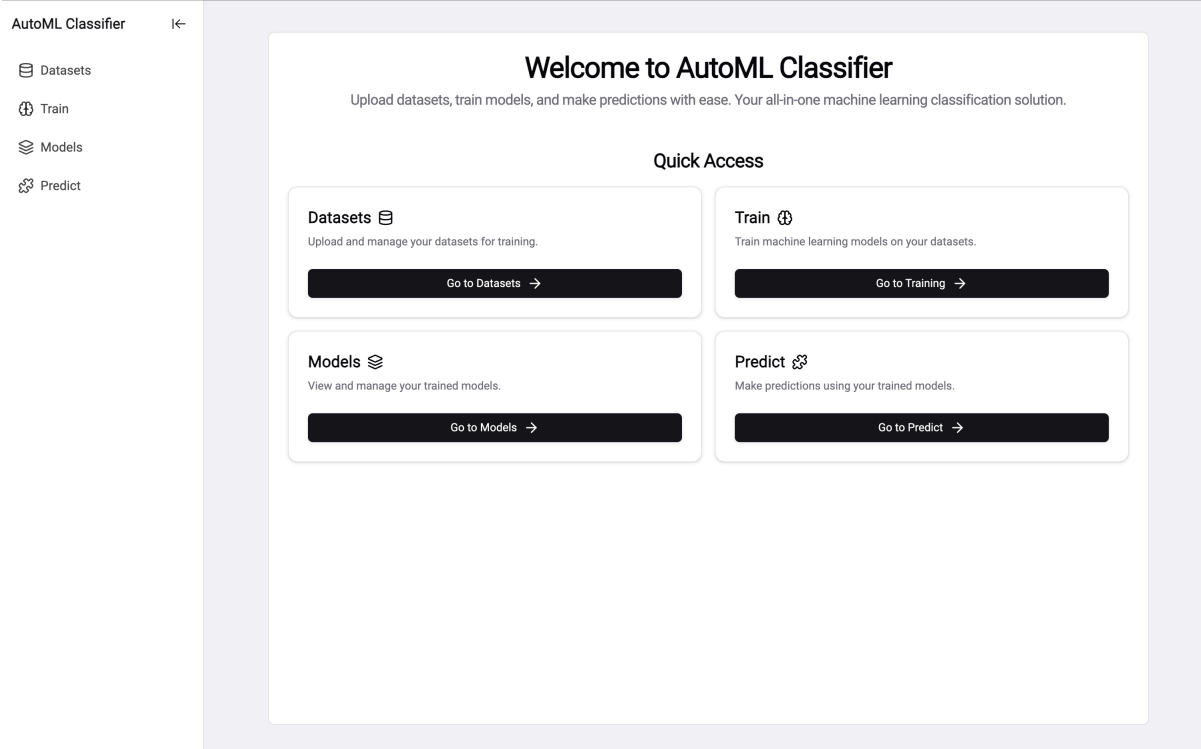 AutoML Classifier
Datasets
Train
Models
Predict
Welcome to AutoML Classifier
Upload datasets, train models, and make predictions with ease. Your all-in-one machine learning classification solution.
Quick Access
Datasets
Upload and manage your datasets for training.
Go to Datasets
Train
Train machine learning models on your datasets.
Go to Training
Models
View and manage your trained models.
Go to Models
Predict
Make predictions using your trained models.
Go to Predict